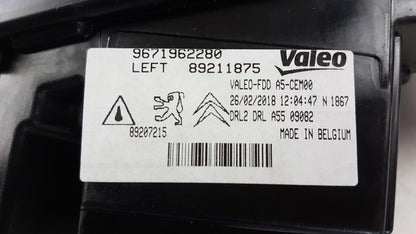 9671962280 Valeo
LEFT 89211875
VALEO-FDD A5-CEM00
26/02/2018 12:04:47 N 1867
DRL2 DRL A55 09082
89207215
MADE IN BELGIUM